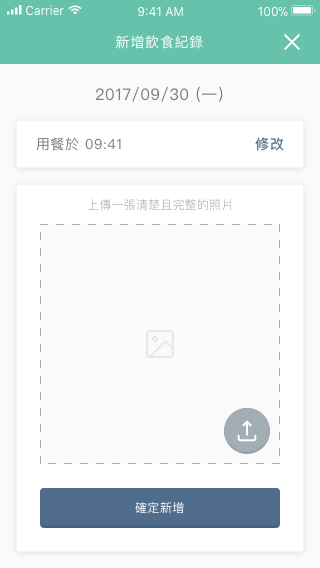 Carrier 9:41 AM 100%
新增飲食紀錄
2017/09/30 (一)
用餐於 09:41 修改
上傳一張清楚且完整的照片
確定新增